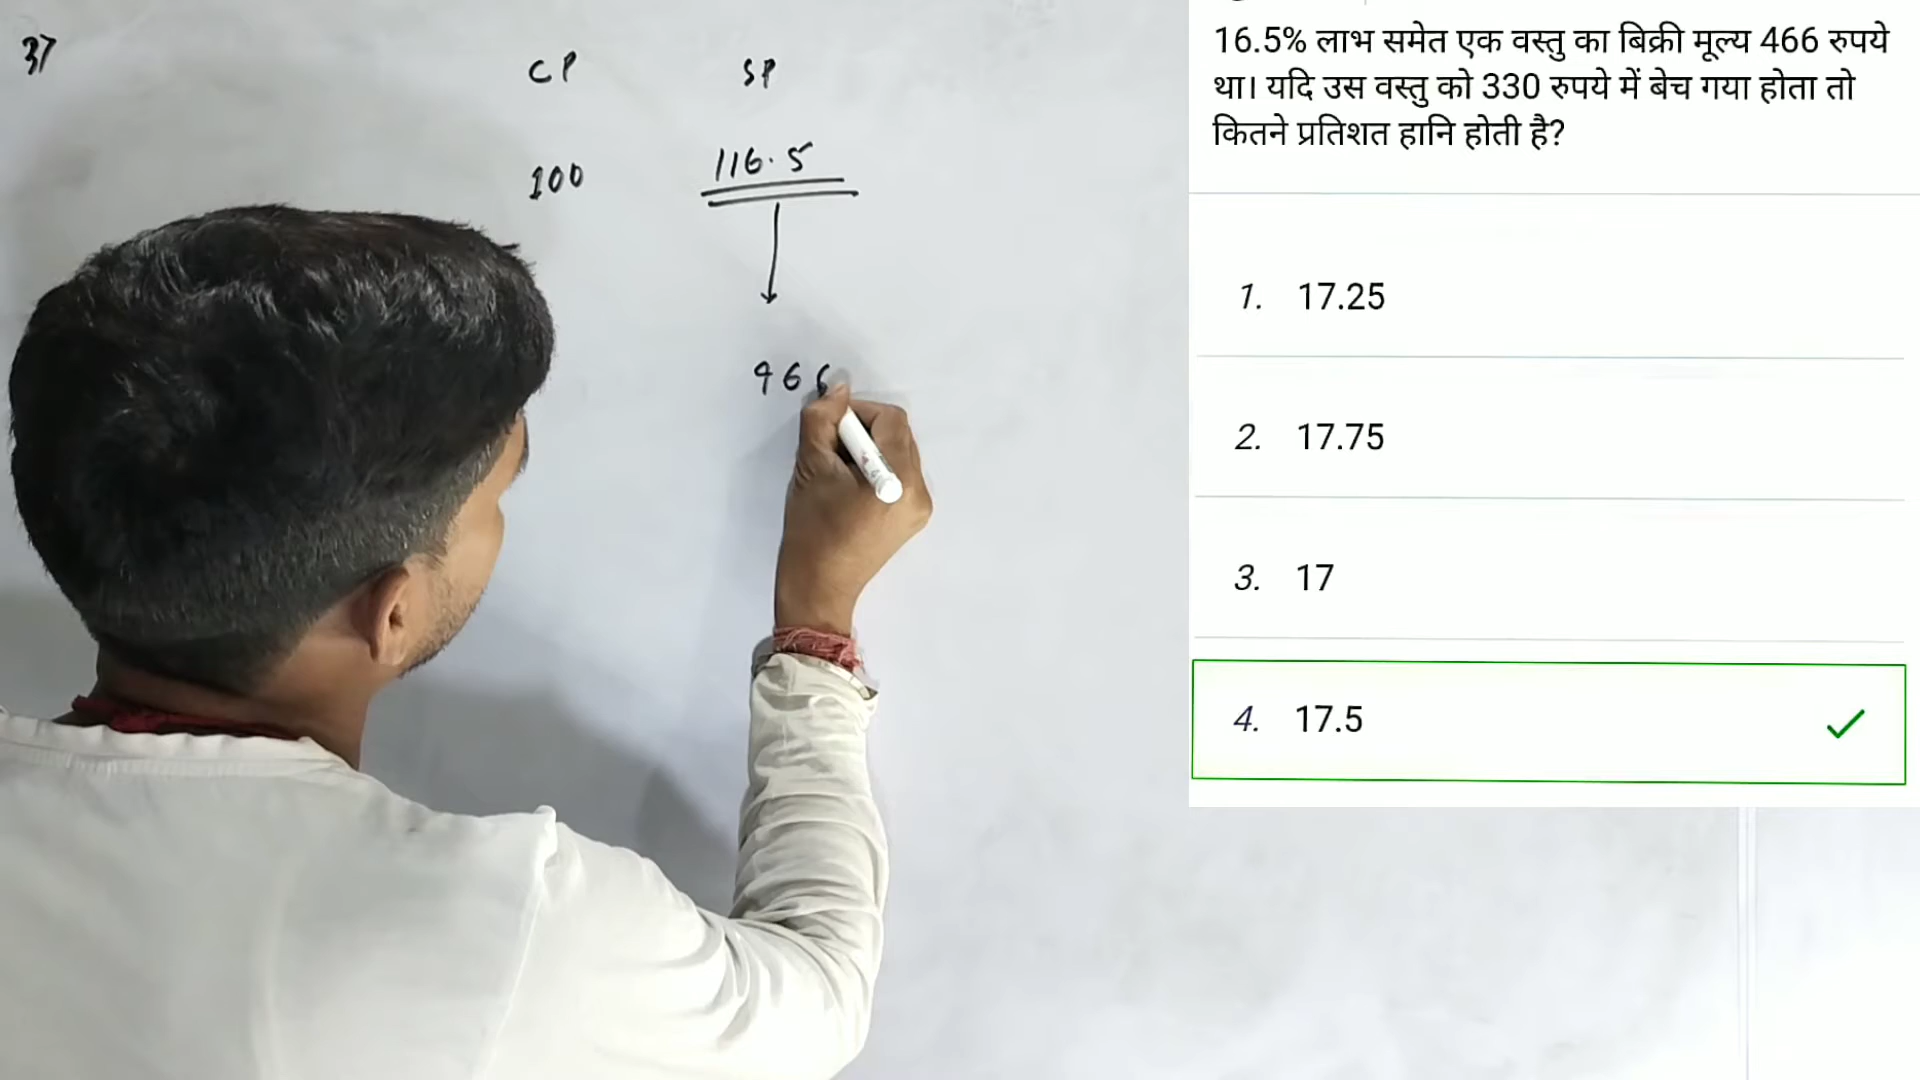 37
CP SP
100 116.5
466
16.5% लाभ समेत एक वस्तु का बिक्री मूल्य 466 रुपये
था। यदि उस वस्तु को 330 रुपये में बेच गया होता तो
कितने प्रतिशत हानि होती है?
1. 17.25
2. 17.75
3. 17
4. 17.5